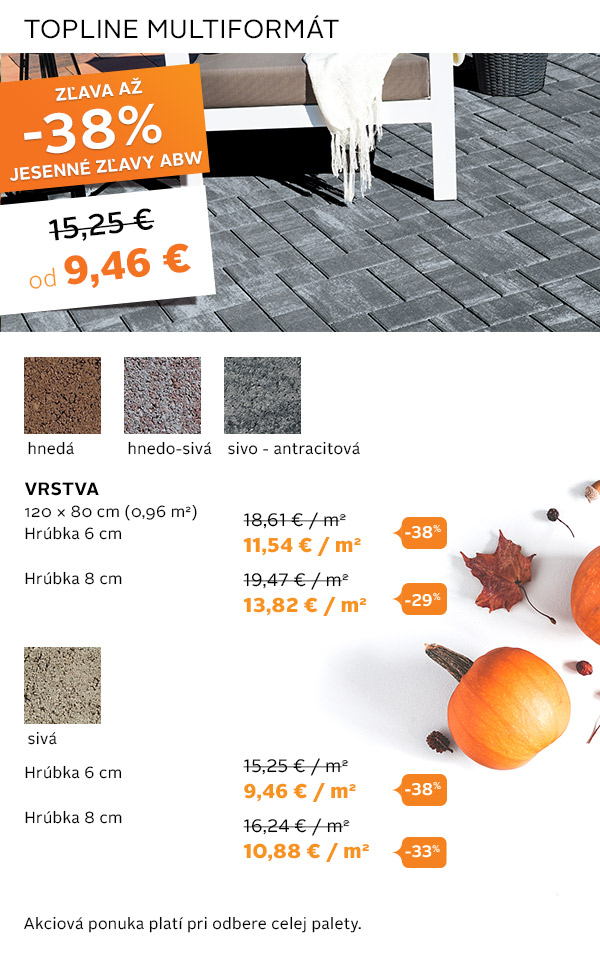 TOPLINE MULTIFORMÁT
ZĽAVA AŽ
-38%
JESENNÉ ZĽAVY ABW
15,25 €
od 9,46 €
hnedá hnedo-sivá sivo - antracitová
VRSTVA
120 × 80 cm (0,96 m²)
Hrúbka 6 cm
18,61 € / m²
11,54 € / m²
-38%
Hrúbka 8 cm
19,47 € / m²
13,82 € / m²
-29%
sivá
Hrúbka 6 cm
15,25 € / m²
9,46 € / m²
-38%
Hrúbka 8 cm
16,24 € / m²
10,88 € / m²
-33%
Akciová ponuka platí pri odbere celej palety.